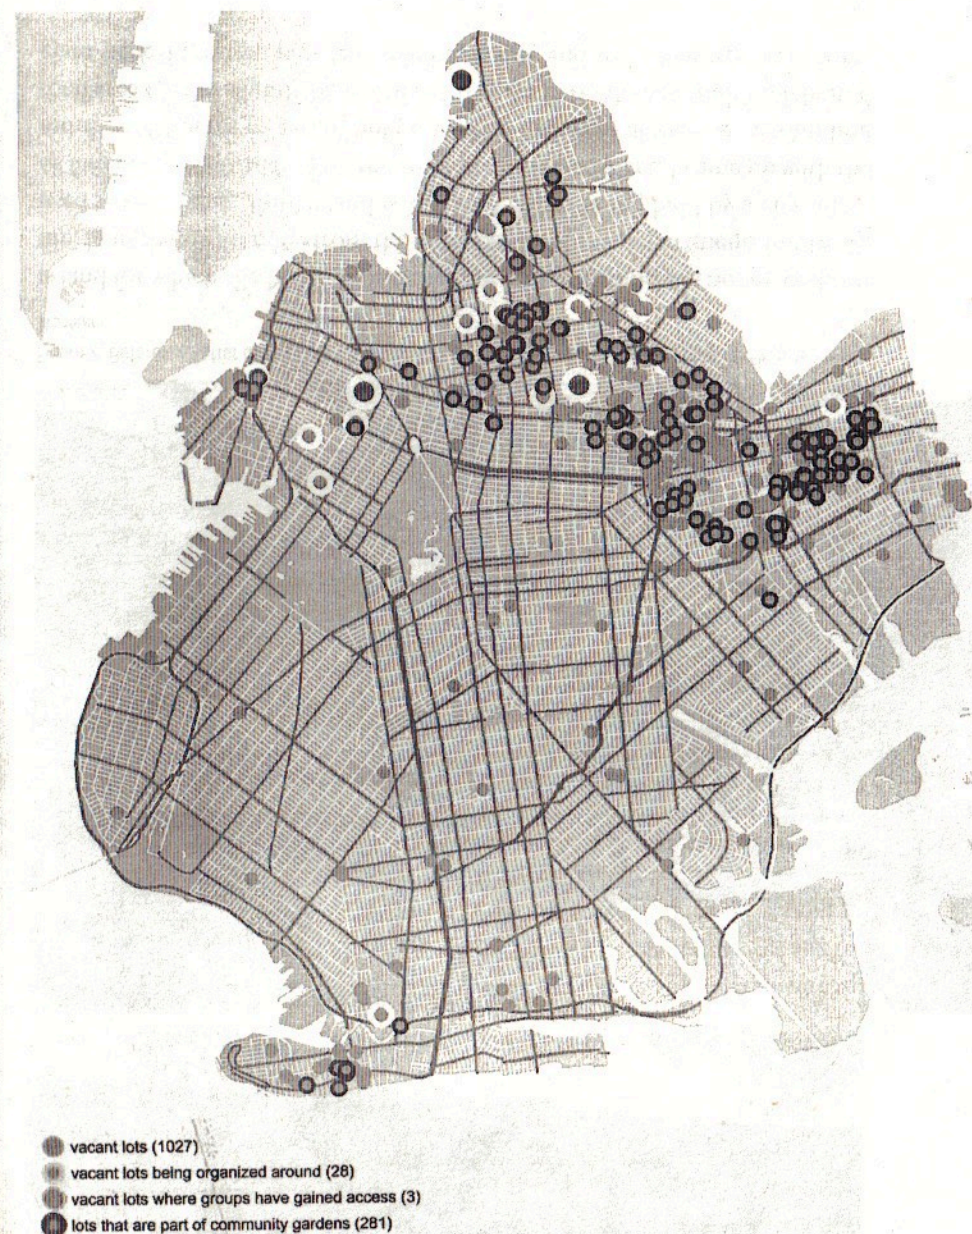 vacant lots (1027)
vacant lots being organized around (28)
vacant lots where groups have gained access (3)
lots that are part of community gardens (281)